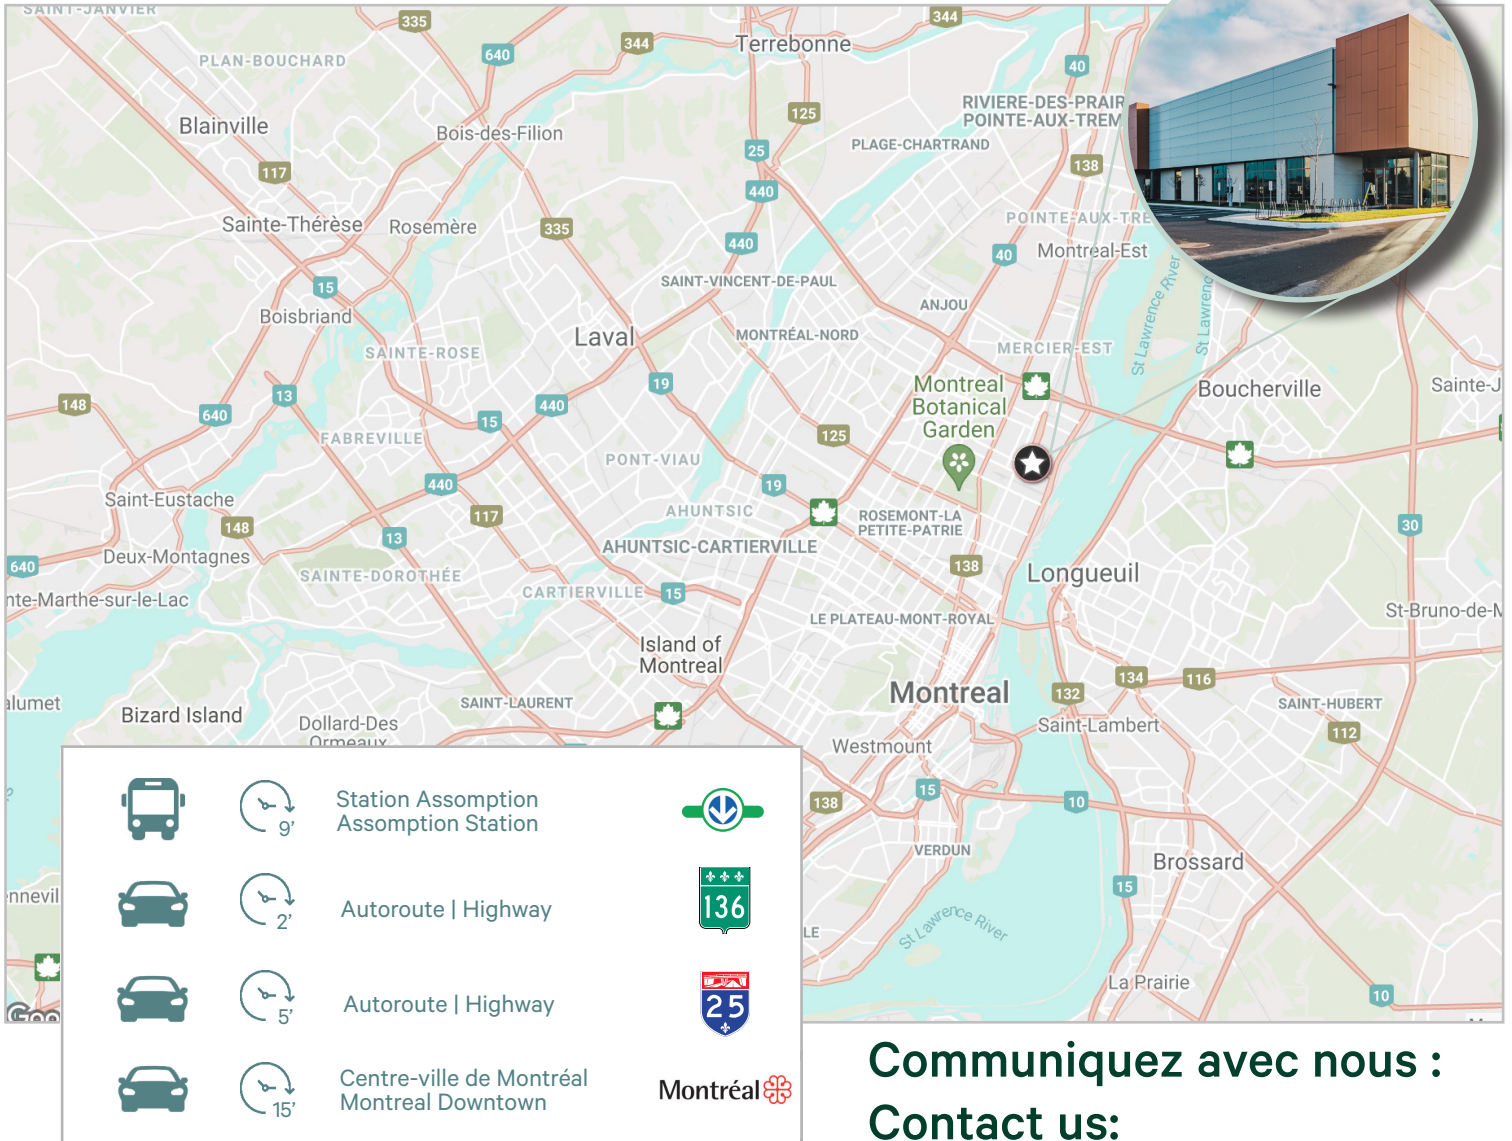 SAINT-JANVIER
335
344
344
Terrebonne
640
PLAN-BOUCHARD
40
RIVIERE-DES-PRAIR
POINTE-AUX-TREM
125
Blainville
Bois-des-Filion
25
PLAGE-CHARTRAND
138
117
440
Sainte-Thérèse
Rosemère
335
POINTE-AUX-TRE
440
40
Montreal-Est
15
SAINT-VINCENT-DE-PAUL
St Lawrence River
St Lawrenc
Boisbriand
ANJOU
Laval
MONTRÉAL-NORD
SAINTE-ROSE
MERCIER-EST
13
19
Montreal
Botanical
Garden
Boucherville
Sainte-J
148
640
440
15
125
FABREVILLE
PONT-VIAU
440
19
Saint-Eustache
148
117
AHUNTSIC
ROSEMONT-LA
PETITE-PATRIE
30
13
Deux-Montagnes
AHUNTSIC-CARTIERVILLE
640
SAINTE-DOROTHÉE
138
Longueuil
nte-Marthe-sur-le-Lac
CARTIERVILLE
15
LE PLATEAU-MONT-ROYAL
St-Bruno-de-M
Island of
Montreal
134
116
Montreal
132
alumet
Bizard Island
SAINT-LAURENT
SAINT-HUBERT
Dollard-Des
Ormeaux
Saint-Lambert
112
Westmount
15
138
10
VERDUN
Brossard
15
ennevil
LE
St Lawrence River
La Prairie
10
Goo
9'
Station Assomption
Assomption Station
2'
Autoroute | Highway
136
5'
Autoroute | Highway
25
15'
Centre-ville de Montréal
Montreal Downtown
Montréal
Communiquez avec nous :
Contact us: